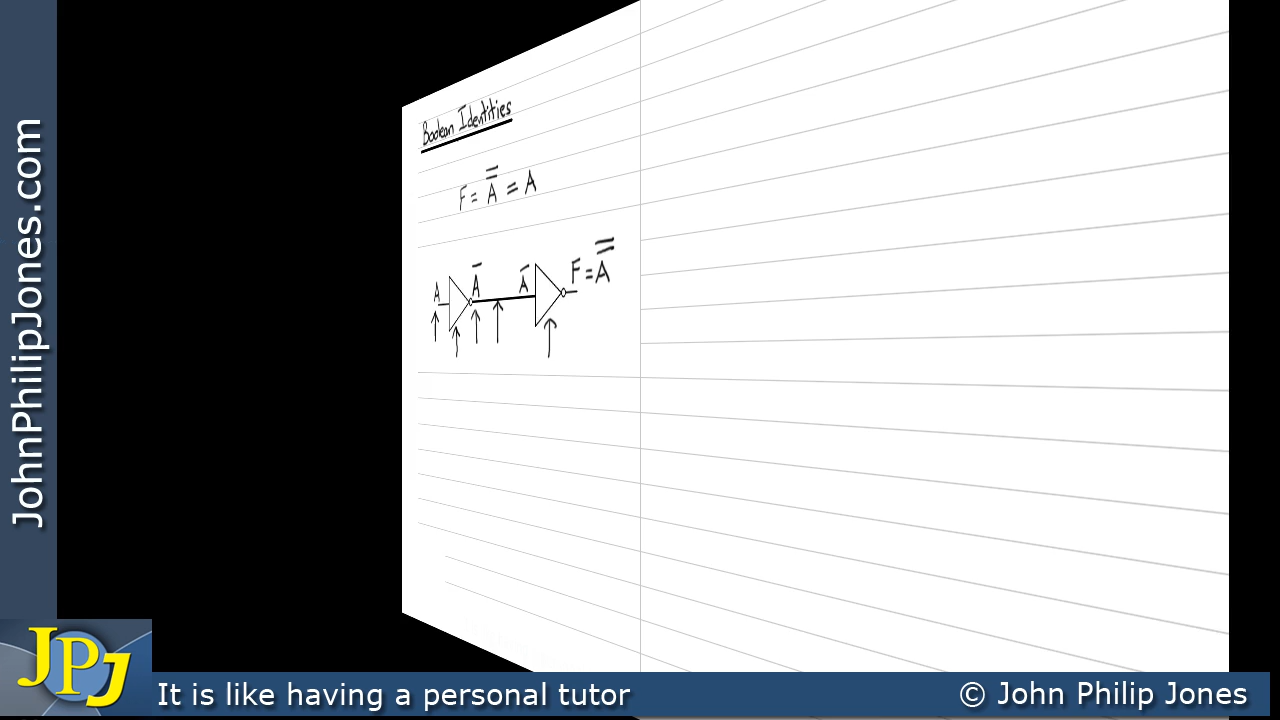 JohnPhilipJones.com
Boolean Identities
F = A̿ = A
A A̅ A̅ F = A̿
JPJ
It is like having a personal tutor
© John Philip Jones